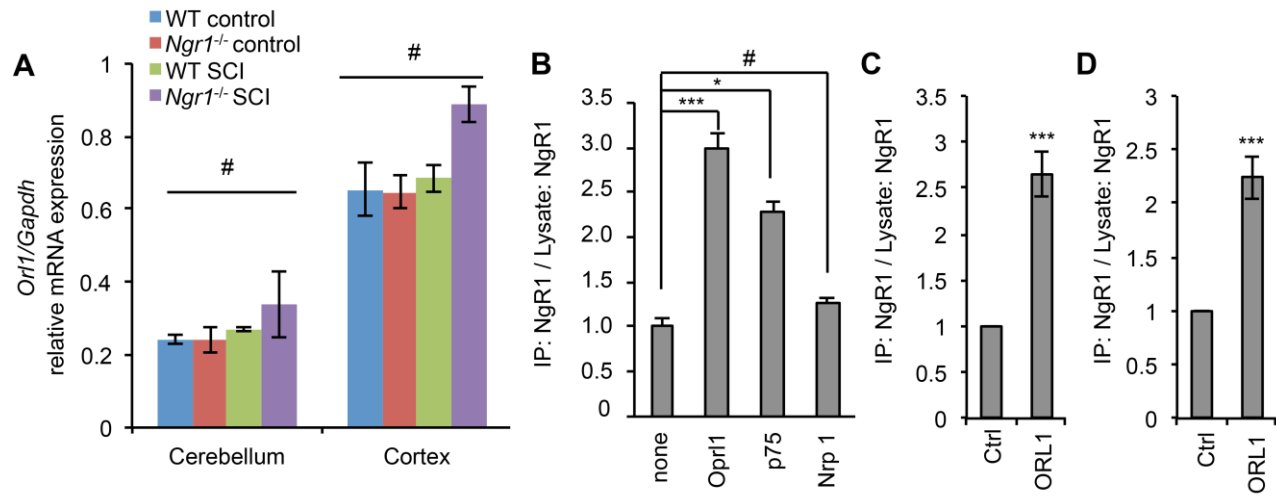 A
WT control
Ngr1-/- control
WT SCI
Ngr1-/- SCI
#
#
Orl1/Gapdh
relative mRNA expression
1
0.8
0.6
0.4
0.2
0
Cerebellum
Cortex
B
#
*
***
IP: NgR1 / Lysate: NgR1
3.5
3.0
2.5
2.0
1.5
1.0
0.5
0.0
none
Oprl1
p75
Nrp 1
C
IP: NgR1 / Lysate: NgR1
3.5
3
2.5
2
1.5
1
0.5
0
***
Ctrl
ORL1
D
IP: NgR1 / Lysate: NgR1
3
2.5
2
1.5
1
0.5
0
***
Ctrl
ORL1